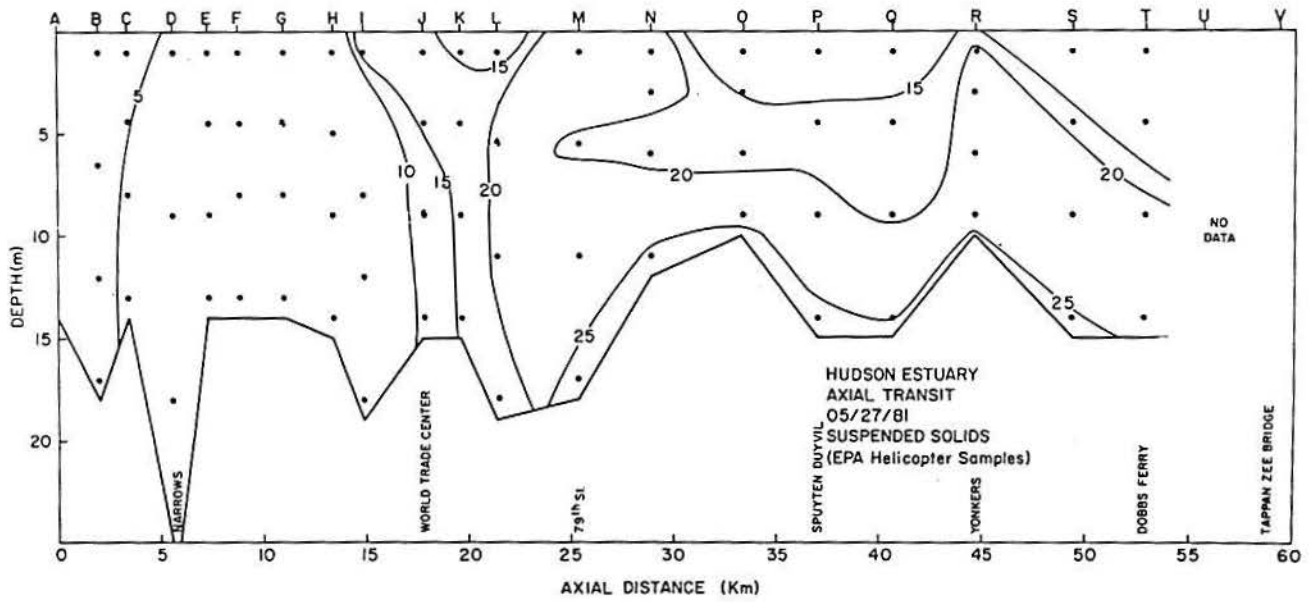 A B C D E F G H I J K L M N O P Q R S T U V
15
5
15
5
10
15
20
20
20
NO
DATA
10
25
25
15
20
DEPTH(m)
HUDSON ESTUARY
AXIAL TRANSIT
05/27/81
SUSPENDED SOLIDS
(EPA Helicopter Samples)
NARROWS
WORLD TRADE CENTER
79th St.
SPUYTEN DUYVIL
YONKERS
DOBBS FERRY
TAPPAN ZEE BRIDGE
0 5 10 15 20 25 30 35 40 45 50 55 60
AXIAL DISTANCE (Km)